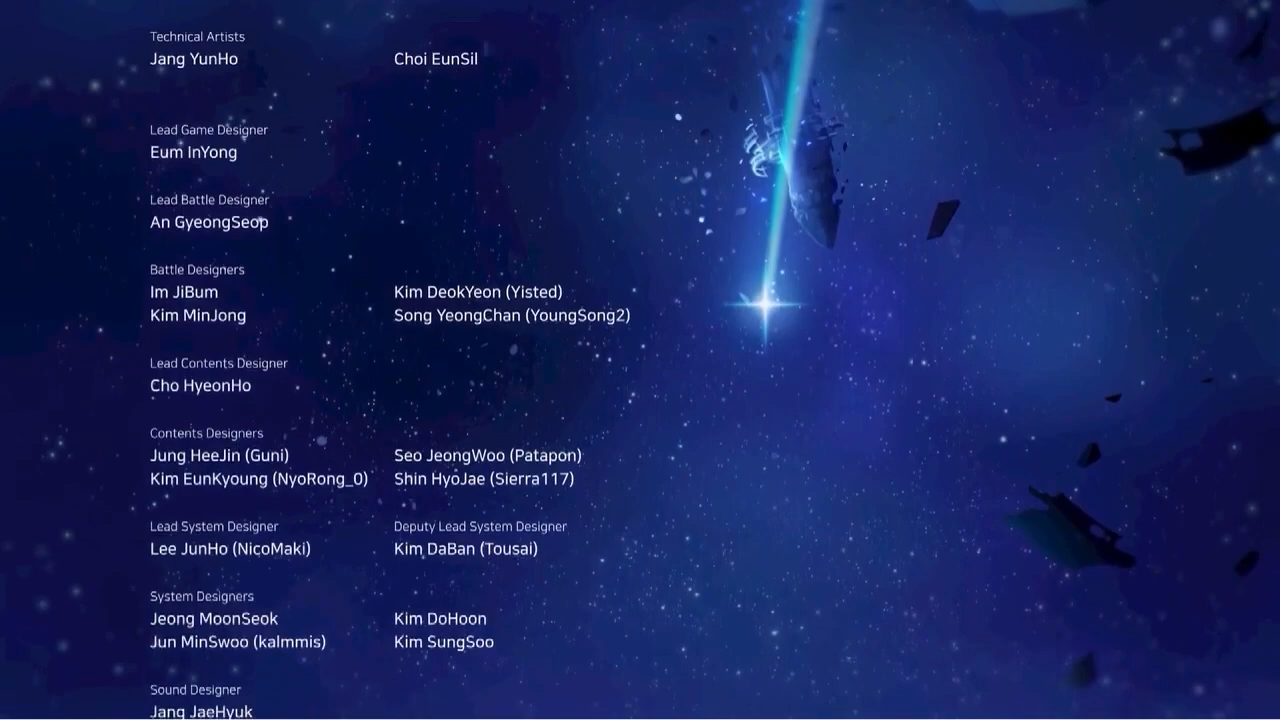 Technical Artists
Jang YunHo Choi EunSil
Lead Game Designer
Eum InYong
Lead Battle Designer
An GyeongSeop
Battle Designers
Im JiBum Kim DeokYeon (Yisted)
Kim MinJong Song YeongChan (YoungSong2)
Lead Contents Designer
Cho HyeonHo
Contents Designers
Jung HeeJin (Guni) Seo JeongWoo (Patapon)
Kim EunKyoung (NyoRong_0) Shin HyoJae (Sierra117)
Lead System Designer Deputy Lead System Designer
Lee JunHo (NicoMaki) Kim DaBan (Tousai)
System Designers
Jeong MoonSeok Kim DoHoon
Jun MinSwoo (kalmmis) Kim SungSoo
Sound Designer
Jang JaeHyuk